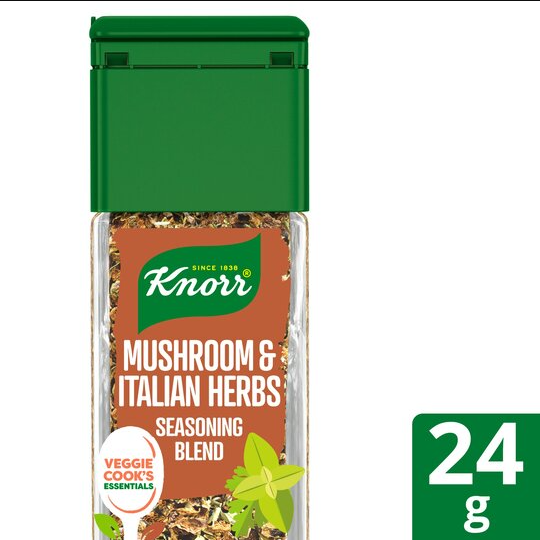 SINCE 1838
Knorr®
MUSHROOM &
ITALIAN HERBS
SEASONING
BLEND
VEGGIE
COOK'S
ESSENTIALS
24
g